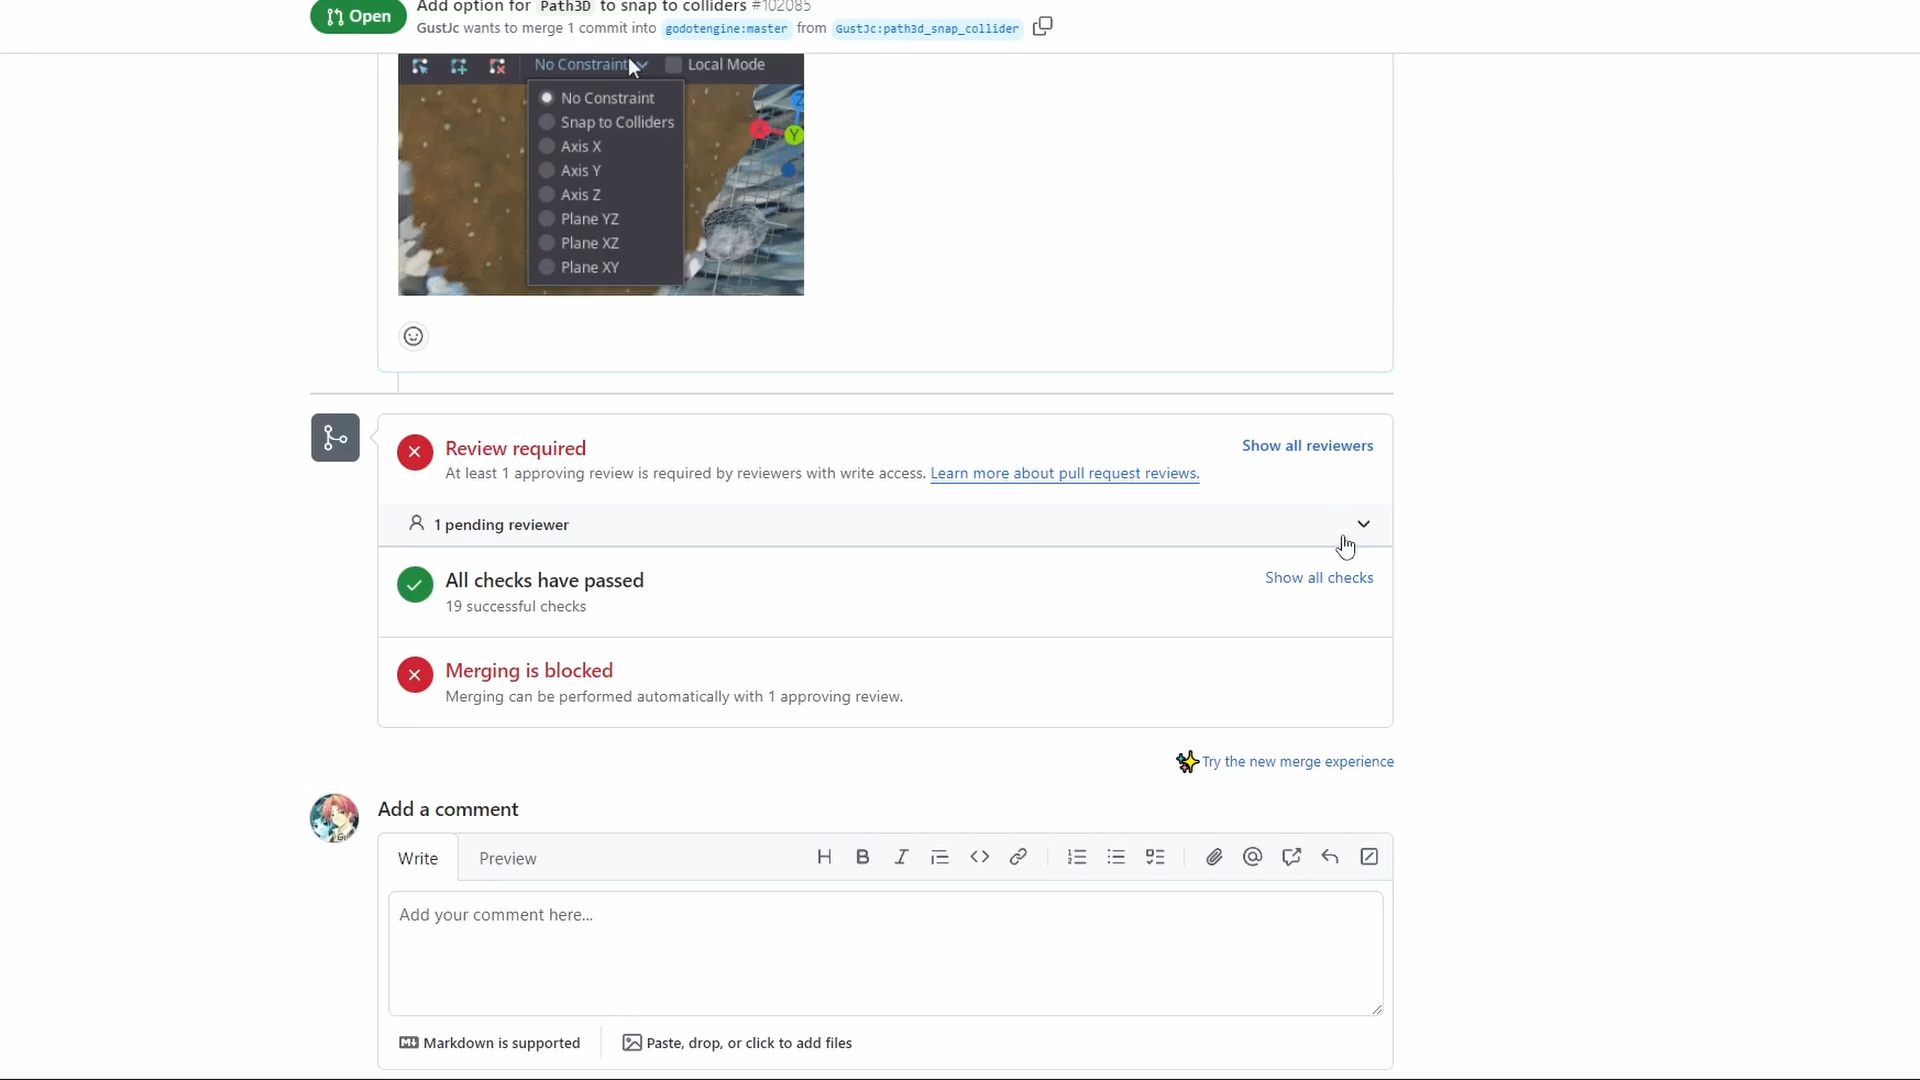 Open
Add option for Path3D to snap to colliders #102085
GustJc wants to merge 1 commit into godotengine:master from GustJc:path3d_snap_collider
No Constraint
Local Mode
No Constraint
Snap to Colliders
Axis X
Axis Y
Axis Z
Plane YZ
Plane XZ
Plane XY
Z
X
Y
Review required
Show all reviewers
At least 1 approving review is required by reviewers with write access. Learn more about pull request reviews.
1 pending reviewer
All checks have passed
Show all checks
19 successful checks
Merging is blocked
Merging can be performed automatically with 1 approving review.
Try the new merge experience
Add a comment
Write
Preview
Add your comment here...
Markdown is supported
Paste, drop, or click to add files